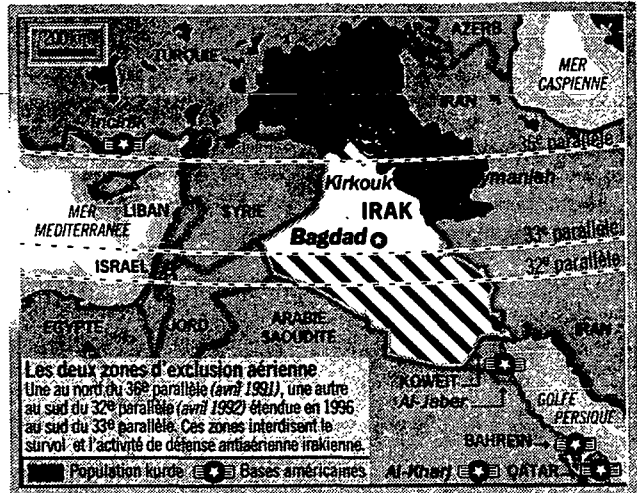 200 km
TURQUIE
AZERB
MER
CASPIENNE
IRAN
Incirlik
36e parallèle
Kirkouk
ymanieh
MER
MEDITERRANÉE
LIBAN
SYRIE
IRAK
Bagdad
33e parallèle
ISRAEL
32e parallèle
EGYPTE
JORD
ARABIE
SAOUDITE
IRAN
Les deux zones d'exclusion aérienne
Une au nord du 36e parallèle (avril 1991), une autre
au sud du 32e parallèle (avril 1992) étendue en 1996
au sud du 33e parallèle. Ces zones interdisent le
survol et l'activité de défense antiaérienne irakienne.
KOWEIT
Al-Jaber
GOLFE
PERSIQUE
BAHREIN
Population kurde
Bases américaines
Al-Kharj
QATAR